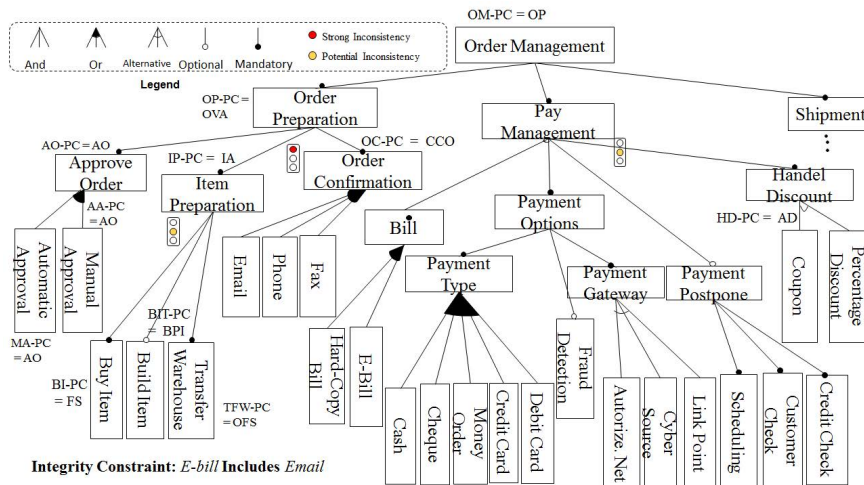 OM-PC = OP
Order Management
And
Or
Alternative
Optional
Mandatory
Strong Inconsistency
Potential Inconsistency
Legend
OP-PC =
OVA
Order
Preparation
Pay
Management
Shipment
AO-PC = AO
Approve
Order
IP-PC = IA
Item
Preparation
OC-PC = CCO
Order
Confirmation
Handel
Discount
HD-PC = AD
AA-PC
= AO
Automatic
Approval
Manual
Approval
MA-PC
=AO
Email
Phone
Fax
Bill
Payment
Options
Payment
Type
Payment
Gateway
Payment
Postpone
Coupon
Percentage
Discount
BIT-PC
= BPI
BI-PC
= FS
Buy Item
Build Item
Transfer
Warehouse
TFW-PC
=OFS
Hard-Copy
Bill
E-Bill
Cash
Cheque
Money
Order
Credit Card
Debit Card
Fraud
Detection
Autorize. Net
Cyber
Source
Link Point
Scheduling
Customer
Check
Credit Check
Integrity Constraint: E-bill Includes Email